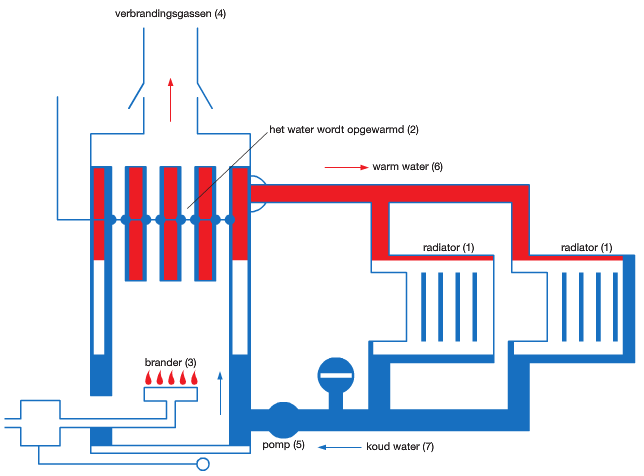 verbrandingsgassen (4)
het water wordt opgewarmd (2)
warm water (6)
radiator (1)
radiator (1)
brander (3)
pomp (5)
koud water (7)